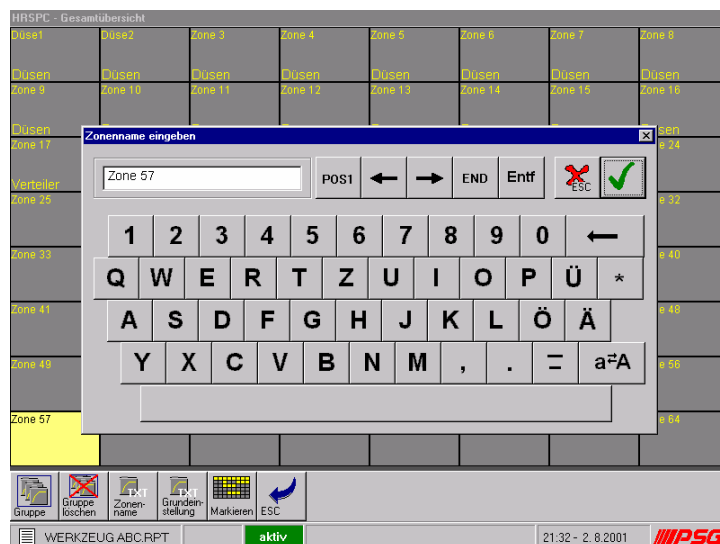 HRSPC - Gesamtübersicht
Düse1 Düse2 Zone 3 Zone 4 Zone 5 Zone 6 Zone 7 Zone 8
Düsen Düsen Düsen Düsen Düsen Düsen Düsen Düsen
Zone 9 Zone 10 Zone 11 Zone 12 Zone 13 Zone 14 Zone 15 Zone 16
Düsen sen
Zonenname eingeben
Zone 17 e 24
Zone 57 POS1 END Entf ESC
Verteiler
Zone 25 e 32
1 2 3 4 5 6 7 8 9 0
Zone 33 e 40
Q W E R T Z U I O P Ü *
Zone 41 e 48
A S D F G H J K L Ö Ä
Zone 49 e 56
Y X C V B N M , . = a⇄A
Zone 57 e 64
Gruppe Gruppe löschen Zonen-name Grundein-stellung Markieren ESC
TXT TXT
WERKZEUG ABC.RPT aktiv 21:32 - 2. 8.2001 PSG